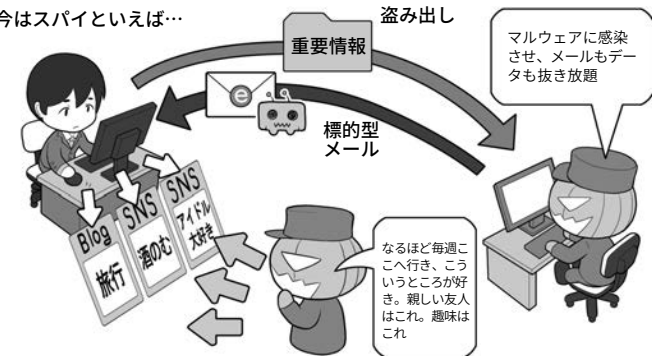 今はスパイといえば…
盗み出し
重要情報
マルウェアに感染
させ、メールもデー
タも抜き放題
e
標的型
メール
Blog
旅行
SNS
酒のむ
SNS
アイドル
大好き
なるほど毎週こ
こへ行き、こう
いうところが好
き。親しい友人
はこれ。趣味は
これ